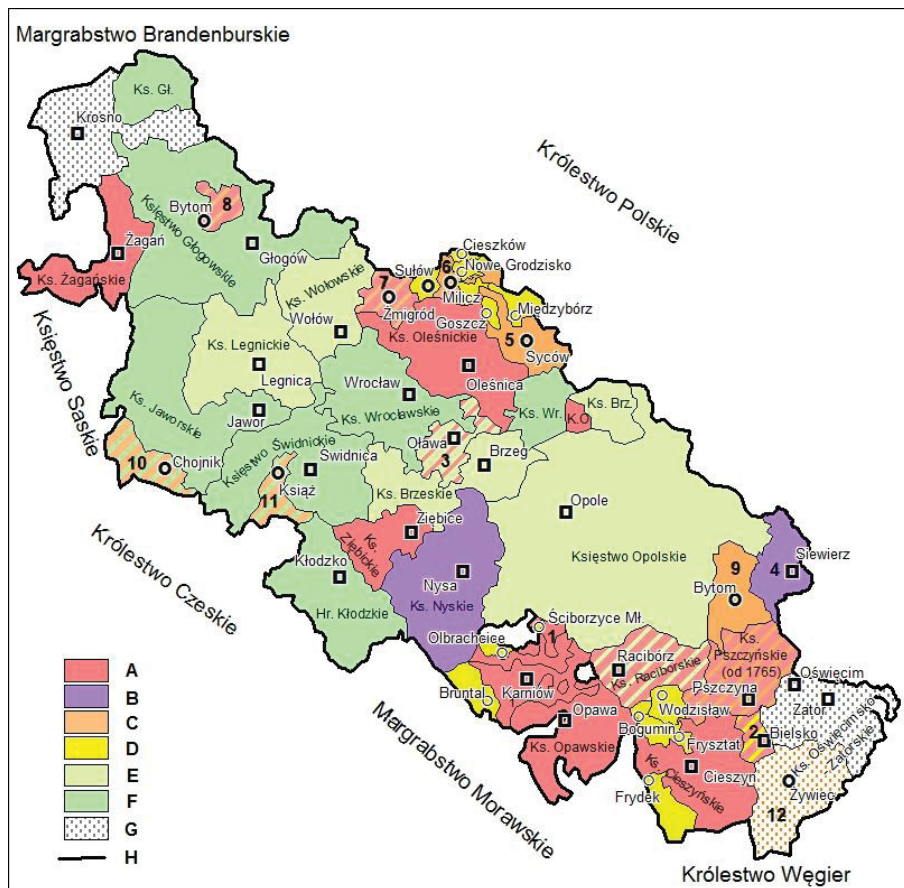 Margrabstwo Brandenburskie
Ks. Gł.
Krosno
Królestwo Polskie
Bytom
8
Księstwo Głogowskie
Głogów
Żagań
Ks. Żagańskie
Księstwo Saskie
Cieszków
6
Nowe Grodzisko
Sułów
7
Milicz
Żmigród
Goszcz
Międzybórz
5
Syców
Ks. Wołowskie
Wołów
Ks. Legnickie
Legnica
Ks. Oleśnickie
Oleśnica
Wrocław
Ks. Wrocławskie
Ks. Wr.
K.O
Ks. Brz.
Ks. Jaworskie
Jawor
Oława
3
Brzeg
Księstwo Świdnickie
Świdnica
10
Chojnik
11
Książ
Ks. Brzeskie
Opole
Księstwo Opolskie
Ziębice
Ks. Ziębickie
Królestwo Czeskie
Kłodzko
Hr. Kłodzkie
Nysa
Ks. Nyskie
9
Bytom
4
Siewierz
Ściborzyce Mł.
1
Olbrachcice
Bruntal
Karniów
Opawa
Ks. Opawskie
Racibórz
Ks. Raciborskie
Ks. Pszczyńskie
(od 1765)
Pszczyna
Oświęcim
Zator
Wodzisław
Bogumin
Frysztat
2
Bielsko
Ks. Oświęcimsko
Zatorskie
Cieszyn
Ks. Cieszyńskie
Frydek
Żywiec
12
Margrabstwo Morawskie
Królestwo Węgier
A
B
C
D
E
F
G
H